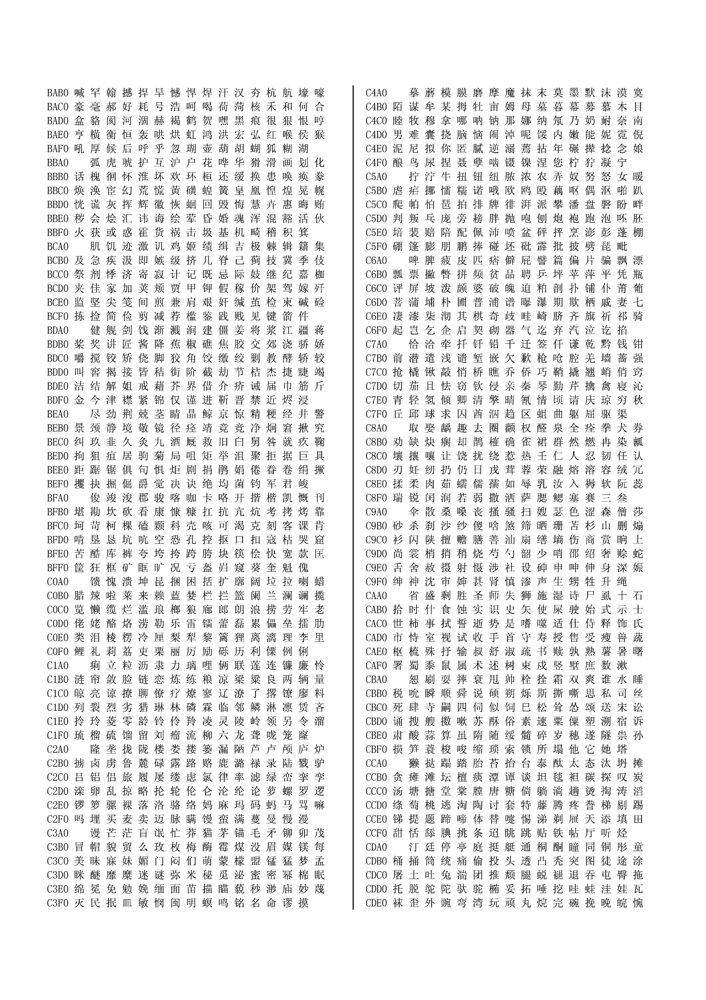 BAB0 喊 罕 翰 撼 捍 旱 憾 悍 焊 汗 汉 夯 杭 航 壕 嚎
BAC0 豪 毫 郝 好 耗 号 浩 呵 喝 荷 菏 核 禾 和 何 合
BAD0 盒 貉 阂 河 涸 赫 褐 鹤 贺 嘿 黑 痕 很 狠 恨 哼
BAE0 亨 横 衡 恒 轰 哄 烘 虹 鸿 洪 宏 弘 红 喉 侯 猴
BAF0 吼 厚 候 后 呼 乎 忽 瑚 壶 葫 胡 蝴 狐 糊 湖
BBA0 弧 虎 唬 护 互 沪 户 花 哗 华 猾 滑 画 划 化
BBB0 话 槐 徊 怀 淮 坏 欢 环 桓 还 缓 换 患 唤 痪 豢
BBC0 焕 涣 宦 幻 荒 慌 黄 磺 蝗 簧 皇 凰 惶 煌 晃 幌
BBD0 恍 谎 灰 挥 辉 徽 恢 蛔 回 毁 悔 慧 卉 惠 晦 贿
BBE0 秽 会 烩 汇 讳 诲 绘 荤 昏 婚 魂 浑 混 豁 活 伙
BBF0 火 获 或 惑 霍 货 祸 击 圾 基 机 畸 稽 积 箕
BCA0 肌 饥 迹 激 讥 鸡 姬 绩 缉 吉 极 棘 辑 籍 集
BCB0 及 急 疾 汲 即 嫉 级 挤 几 脊 己 蓟 技 冀 季 伎
BCC0 祭 剂 悸 济 寄 寂 计 记 既 忌 际 妓 继 纪 嘉 枷
BCD0 夹 佳 家 加 荚 颊 贾 甲 钾 假 稼 价 架 驾 嫁 歼
BCE0 监 坚 尖 笺 间 煎 兼 肩 艰 奸 缄 茧 检 柬 碱 硷
BCF0 拣 捡 简 俭 剪 减 荐 槛 鉴 践 贱 见 键 箭 件
BDA0 健 舰 剑 饯 渐 溅 涧 建 僵 姜 将 浆 江 疆 蒋
BDB0 桨 奖 讲 匠 酱 降 蕉 椒 礁 焦 胶 交 郊 浇 骄 娇
BDC0 嚼 搅 铰 矫 侥 脚 狡 角 饺 缴 绞 剿 教 酵 轿 较
BDD0 叫 窖 揭 接 皆 秸 街 阶 截 劫 节 桔 杰 捷 睫 竭
BDE0 洁 结 解 姐 戒 藉 芥 界 借 介 疥 诫 届 巾 筋 斤
BDF0 金 今 津 襟 紧 锦 仅 谨 进 靳 晋 禁 近 烬 浸
BEA0 尽 劲 荆 兢 茎 睛 晶 鲸 京 惊 精 粳 经 井 警
BEB0 景 颈 静 境 敬 镜 径 痉 靖 竟 竞 净 炯 窘 揪 究
BEC0 纠 玖 韭 久 灸 九 酒 厩 救 旧 臼 舅 咎 就 疚 鞠
BED0 拘 狙 疽 居 驹 菊 局 咀 矩 举 沮 聚 拒 据 巨 具
BEE0 距 踞 锯 俱 句 惧 炬 剧 捐 鹃 娟 倦 眷 卷 绢 撅
BEF0 攫 抉 掘 倔 爵 觉 决 诀 绝 均 菌 钧 军 君 峻
BFA0 俊 竣 浚 郡 骏 喀 咖 卡 咯 开 揩 楷 凯 慨 刊
BFB0 堪 勘 坎 砍 看 康 慷 糠 扛 抗 亢 炕 考 拷 烤 靠
BFC0 坷 苛 柯 棵 磕 颗 科 壳 咳 可 渴 克 刻 客 课 肯
BFD0 啃 垦 恳 坑 吭 空 恐 孔 控 抠 口 扣 寇 枯 哭 窟
BFE0 苦 酷 库 裤 夸 垮 挎 跨 胯 块 筷 侩 快 宽 款 匡
BFF0 筐 狂 框 矿 眶 旷 况 亏 盔 岿 窥 葵 奎 魁 傀
C0A0 馈 愧 溃 坤 昆 捆 困 括 扩 廓 阔 垃 拉 喇 蜡
C0B0 腊 辣 啦 莱 来 赖 蓝 婪 栏 拦 篮 阑 兰 澜 谰 揽
C0C0 览 懒 缆 烂 滥 琅 榔 狼 廊 郎 朗 浪 捞 劳 牢 老
C0D0 佬 姥 酪 烙 涝 勒 乐 雷 镭 蕾 磊 累 儡 垒 擂 肋
C0E0 类 泪 棱 楞 冷 厘 梨 犁 黎 篱 狸 离 漓 理 李 里
C0F0 鲤 礼 莉 荔 吏 栗 丽 厉 励 砾 历 利 傈 例 俐
C1A0 痢 立 粒 沥 隶 力 璃 哩 俩 联 莲 连 镰 廉 怜
C1B0 涟 帘 敛 脸 链 恋 炼 练 粮 凉 梁 粱 良 两 辆 量
C1C0 晾 亮 谅 撩 聊 僚 疗 燎 寥 辽 潦 了 撂 镣 廖 料
C1D0 列 裂 烈 劣 猎 琳 林 磷 霖 临 邻 鳞 淋 凛 赁 吝
C1E0 拎 玲 菱 零 龄 铃 伶 羚 凌 灵 陵 岭 领 另 令 溜
C1F0 琉 榴 硫 馏 留 刘 瘤 流 柳 六 龙 聋 咙 笼 窿
C2A0 隆 垄 拢 陇 楼 娄 搂 篓 漏 陋 芦 卢 颅 庐 炉
C2B0 掳 卤 虏 鲁 麓 碌 露 路 赂 鹿 潞 禄 录 陆 戮 驴
C2C0 吕 铝 侣 旅 履 屡 缕 虑 氯 律 率 滤 绿 峦 挛 孪
C2D0 滦 卵 乱 掠 略 抡 轮 伦 仑 沦 纶 论 萝 螺 罗 逻
C2E0 锣 箩 骡 裸 落 洛 骆 络 妈 麻 玛 码 蚂 马 骂 嘛
C2F0 吗 埋 买 麦 卖 迈 脉 瞒 馒 蛮 满 蔓 曼 慢 漫
C3A0 谩 芒 茫 盲 氓 忙 莽 猫 茅 锚 毛 矛 铆 卯 茂
C3B0 冒 帽 貌 贸 么 玫 枚 梅 酶 霉 煤 没 眉 媒 镁 每
C3C0 美 昧 寐 妹 媚 门 闷 们 萌 蒙 檬 盟 锰 猛 梦 孟
C3D0 眯 醚 靡 糜 迷 谜 弥 米 秘 觅 泌 蜜 密 幂 棉 眠
C3E0 绵 冕 免 勉 娩 缅 面 苗 描 瞄 藐 秒 渺 庙 妙 蔑
C3F0 灭 民 抿 皿 敏 悯 闽 明 螟 鸣 铭 名 命 谬 摸
C4A0 摹 蘑 模 膜 磨 摩 魔 抹 末 莫 墨 默 沫 漠 寞
C4B0 陌 谋 牟 某 拇 牡 亩 姆 母 墓 暮 幕 募 慕 木 目
C4C0 睦 牧 穆 拿 哪 呐 钠 那 娜 纳 氖 乃 奶 耐 奈 南
C4D0 男 难 囊 挠 脑 恼 闹 淖 呢 馁 内 嫩 能 妮 霓 倪
C4E0 泥 尼 拟 你 匿 腻 逆 溺 蔫 拈 年 碾 撵 捻 念 娘
C4F0 酿 鸟 尿 捏 聂 孽 啮 镊 镍 涅 您 柠 狞 凝 宁
C5A0 拧 泞 牛 扭 钮 纽 脓 浓 农 弄 奴 努 怒 女 暖
C5B0 虐 疟 挪 懦 糯 诺 哦 欧 鸥 殴 藕 呕 偶 沤 啪 趴
C5C0 爬 帕 怕 琶 拍 排 牌 徘 湃 派 攀 潘 盘 磐 盼 畔
C5D0 判 叛 乓 庞 旁 耪 胖 抛 咆 刨 炮 袍 跑 泡 呸 胚
C5E0 培 裴 赔 陪 配 佩 沛 喷 盆 砰 抨 烹 澎 彭 蓬 棚
C5F0 硼 篷 膨 朋 鹏 捧 碰 坯 砒 霹 批 披 劈 琵 毗
C6A0 啤 脾 疲 皮 匹 痞 僻 屁 譬 篇 偏 片 骗 飘 漂
C6B0 瓢 票 撇 瞥 拼 频 贫 品 聘 乒 坪 苹 萍 平 凭 瓶
C6C0 评 屏 坡 泼 颇 婆 破 魄 迫 粕 剖 扑 铺 仆 莆 葡
C6D0 菩 蒲 埔 朴 圃 普 浦 谱 曝 瀑 期 欺 栖 戚 妻 七
C6E0 凄 漆 柒 沏 其 棋 奇 歧 畦 崎 脐 齐 旗 祈 祁 骑
C6F0 起 岂 乞 企 启 契 砌 器 气 迄 弃 汽 泣 讫 掐
C7A0 恰 洽 牵 扦 钎 铅 千 迁 签 仟 谦 乾 黔 钱 钳
C7B0 前 潜 遣 浅 谴 堑 嵌 欠 歉 枪 呛 腔 羌 墙 蔷 强
C7C0 抢 橇 锹 敲 悄 桥 瞧 乔 侨 巧 鞘 撬 翘 峭 俏 窍
C7D0 切 茄 且 怯 窃 钦 侵 亲 秦 琴 勤 芹 擒 禽 寝 沁
C7E0 青 轻 氢 倾 卿 清 擎 晴 氰 情 顷 请 庆 琼 穷 秋
C7F0 丘 邱 球 求 囚 酋 泅 趋 区 蛆 曲 躯 屈 驱 渠
C8A0 取 娶 龋 趣 去 圈 颧 权 醛 泉 全 痊 拳 犬 券
C8B0 劝 缺 炔 瘸 却 鹊 榷 确 雀 裙 群 然 燃 冉 染 瓤
C8C0 壤 攘 嚷 让 饶 扰 绕 惹 热 壬 仁 人 忍 韧 任 认
C8D0 刃 妊 纫 扔 仍 日 戎 茸 蓉 荣 融 熔 溶 容 绒 冗
C8E0 揉 柔 肉 茹 蠕 儒 孺 如 辱 乳 汝 入 褥 软 阮 蕊
C8F0 瑞 锐 闰 润 若 弱 撒 洒 萨 腮 鳃 塞 赛 三 叁
C9A0 伞 散 桑 嗓 丧 搔 骚 扫 嫂 瑟 色 涩 森 僧 莎
C9B0 砂 杀 刹 沙 纱 傻 啥 煞 筛 晒 珊 苫 杉 山 删 煽
C9C0 衫 闪 陕 擅 赡 膳 善 汕 扇 缮 墒 伤 商 赏 晌 上
C9D0 尚 裳 梢 捎 稍 烧 芍 勺 韶 少 哨 邵 绍 奢 赊 蛇
C9E0 舌 舍 赦 摄 射 慑 涉 社 设 砷 申 呻 伸 身 深 娠
C9F0 绅 神 沈 审 婶 甚 肾 慎 渗 声 生 甥 牲 升 绳
CAA0 省 盛 剩 胜 圣 师 失 狮 施 湿 诗 尸 虱 十 石
CAB0 拾 时 什 食 蚀 实 识 史 矢 使 屎 驶 始 式 示 士
CAC0 世 柿 事 拭 誓 逝 势 是 嗜 噬 适 仕 侍 释 饰 氏
CAD0 市 恃 室 视 试 收 手 首 守 寿 授 售 受 瘦 兽 蔬
CAE0 枢 梳 殊 抒 输 叔 舒 淑 疏 书 赎 孰 熟 薯 暑 曙
CAF0 署 蜀 黍 鼠 属 术 述 树 束 戍 竖 墅 庶 数 漱
CBA0 恕 刷 耍 摔 衰 甩 帅 栓 拴 霜 双 爽 谁 水 睡
CBB0 税 吮 瞬 顺 舜 说 硕 朔 烁 斯 撕 嘶 思 私 司 丝
CBC0 死 肆 寺 嗣 四 伺 似 饲 巳 松 耸 怂 颂 送 宋 讼
CBD0 诵 搜 艘 擞 嗽 苏 酥 俗 素 速 粟 僳 塑 溯 宿 诉
CBE0 肃 酸 蒜 算 虽 隋 随 绥 髓 碎 岁 穗 遂 隧 祟 孙
CBF0 损 笋 蓑 梭 唆 缩 琐 索 锁 所 塌 他 它 她 塔
CCA0 獭 挞 蹋 踏 胎 苔 抬 台 泰 酞 太 态 汰 坍 摊
CCB0 贪 瘫 滩 坛 檀 痰 潭 谭 谈 坦 毯 袒 碳 探 叹 炭
CCC0 汤 塘 搪 堂 棠 膛 唐 糖 倘 躺 淌 趟 烫 掏 涛 滔
CCD0 绦 萄 桃 逃 淘 陶 讨 套 特 藤 腾 疼 誊 梯 剔 踢
CCE0 锑 提 题 蹄 啼 体 替 嚏 惕 涕 剃 屉 天 添 填 田
CCF0 甜 恬 舔 腆 挑 条 迢 眺 跳 贴 铁 帖 厅 听 烃
CDA0 汀 廷 停 亭 庭 挺 艇 通 桐 酮 瞳 同 铜 彤 童
CDB0 桶 捅 筒 统 痛 偷 投 头 透 凸 秃 突 图 徒 途 涂
CDC0 屠 土 吐 兔 湍 团 推 颓 腿 蜕 褪 退 吞 屯 臀 拖
CDD0 托 脱 鸵 陀 驮 驼 椭 妥 拓 唾 挖 哇 蛙 洼 娃 瓦
CDE0 袜 歪 外 豌 弯 湾 玩 顽 丸 烷 完 碗 挽 晚 皖 惋